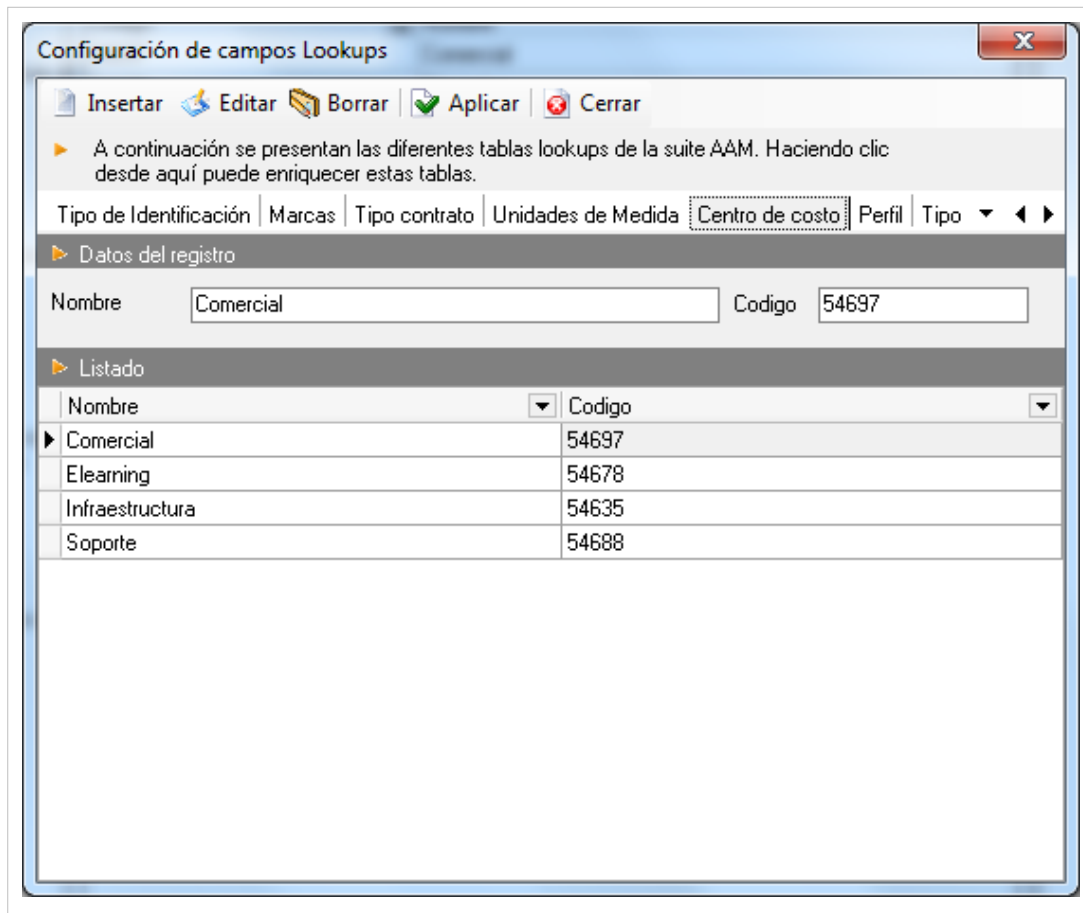 Configuración de campos Lookups
Insertar Editar Borrar Aplicar Cerrar
A continuación se presentan las diferentes tablas lookups de la suite AAM. Haciendo clic
desde aquí puede enriquecer estas tablas.
Tipo de Identificación Marcas Tipo contrato Unidades de Medida Centro de costo Perfil Tipo
Datos del registro
Nombre Comercial Codigo 54697
Listado
Nombre Codigo
Comercial 54697
Elearning 54678
Infraestructura 54635
Soporte 54688